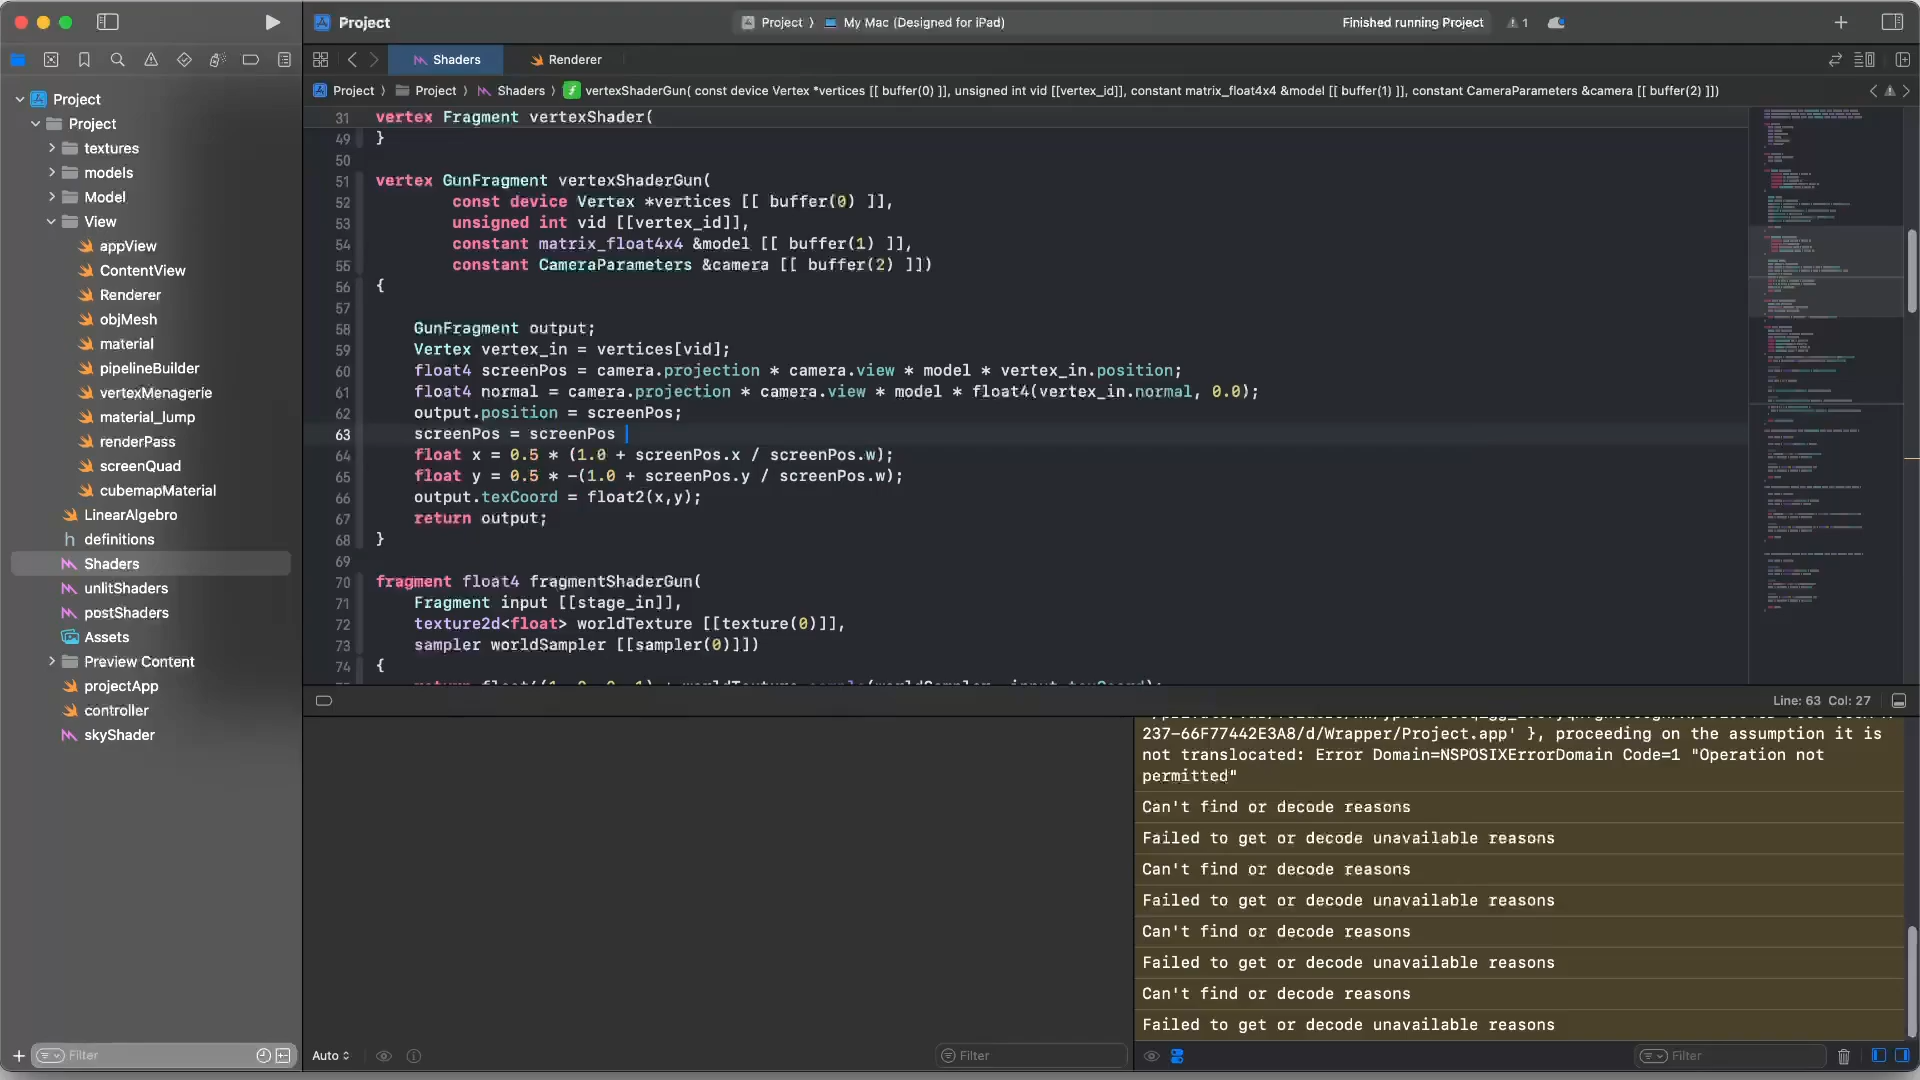 Project
Project 〉 My Mac (Designed for iPad)
Finished running Project
1
Shaders
Renderer
Project 〉 Project 〉 Shaders 〉 vertexShaderGun( const device Vertex *vertices [[ buffer(0) ]], unsigned int vid [[vertex_id]], constant matrix_float4x4 &model [[ buffer(1) ]], constant CameraParameters &camera [[ buffer(2) ]])
Project
Project
textures
models
Model
View
appView
ContentView
Renderer
objMesh
material
pipelineBuilder
vertexMenagerie
material_lump
renderPass
screenQuad
cubemapMaterial
LinearAlgebro
h definitions
Shaders
unlitShaders
postShaders
Assets
Preview Content
projectApp
controller
skyShader
Filter
31 vertex Fragment vertexShader(
49 }
50
51 vertex GunFragment vertexShaderGun(
52 const device Vertex *vertices [[ buffer(0) ]],
53 unsigned int vid [[vertex_id]],
54 constant matrix_float4x4 &model [[ buffer(1) ]],
55 constant CameraParameters &camera [[ buffer(2) ]])
56 {
57
58 GunFragment output;
59 Vertex vertex_in = vertices[vid];
60 float4 screenPos = camera.projection * camera.view * model * vertex_in.position;
61 float4 normal = camera.projection * camera.view * model * float4(vertex_in.normal, 0.0);
62 output.position = screenPos;
63 screenPos = screenPos
64 float x = 0.5 * (1.0 + screenPos.x / screenPos.w);
65 float y = 0.5 * -(1.0 + screenPos.y / screenPos.w);
66 output.texCoord = float2(x,y);
67 return output;
68 }
69
70 fragment float4 fragmentShaderGun(
71 Fragment input [[stage_in]],
72 texture2d<float> worldTexture [[texture(0)]],
73 sampler worldSampler [[sampler(0)]])
74 {
Line: 63 Col: 27
237-66F77442E3A8/d/Wrapper/Project.app' }, proceeding on the assumption it is
not translocated: Error Domain=NSPOSIXErrorDomain Code=1 "Operation not
permitted"
Can't find or decode reasons
Failed to get or decode unavailable reasons
Can't find or decode reasons
Failed to get or decode unavailable reasons
Can't find or decode reasons
Failed to get or decode unavailable reasons
Can't find or decode reasons
Failed to get or decode unavailable reasons
Auto
Filter
Filter